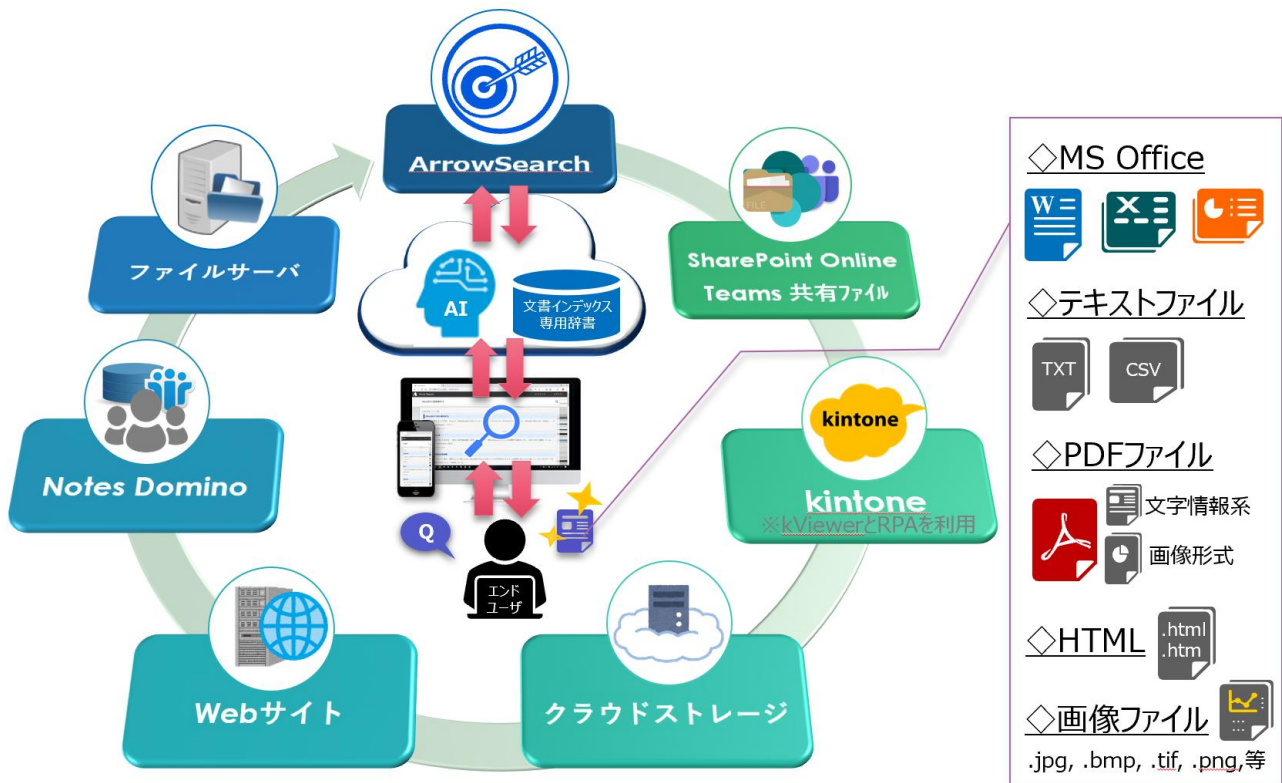 ArrowSearch
ファイルサーバ
FILE
SharePoint Online
Teams 共有ファイル
AI
文書インデックス
専用辞書
Notes Domino
kintone
kintone
※kViewerとRPAを利用
Q
エンド
ユーザ
Webサイト
クラウドストレージ
◇MS Office
W
X
◇テキストファイル
TXT
CSV
◇PDFファイル
文字情報系
画像形式
◇HTML
.html
.htm
◇画像ファイル
.jpg, .bmp, .tif, .png,等